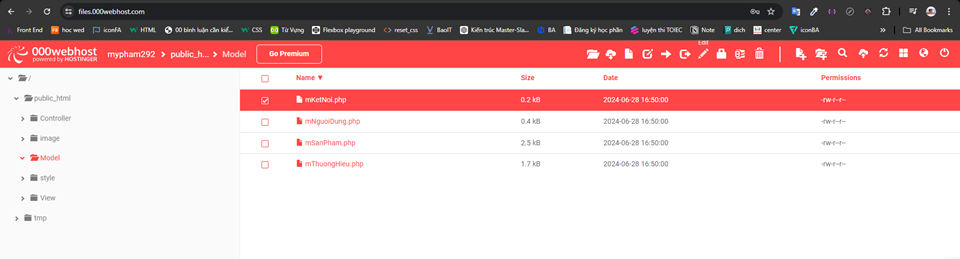 files.000webhost.com
Front End
hoc wed
iconFA
HTML
00 bình luận cần kiể...
CSS
Từ Vựng
Flexbox playground
reset_css
BaoIT
Kiến trúc Master-Sla...
BA
Đăng ký học phần
luyện thi TOIEC
Notepad
dich
center
iconBA
All Bookmarks
000webhost
powered by HOSTINGER
mypham292 > public_h... > Model
Go Premium
Edit
/
public_html
Controller
Image
Model
style
View
tmp
Name ▼ Size Date Permissions
mKetNoi.php 0.2 kB 2024-06-28 16:50:00 -rw-r--r--
mNguoiDung.php 0.4 kB 2024-06-28 16:50:00 -rw-r--r--
mSanPham.php 2.5 kB 2024-06-28 16:50:00 -rw-r--r--
mThuongHieu.php 1.7 kB 2024-06-28 16:50:00 -rw-r--r--